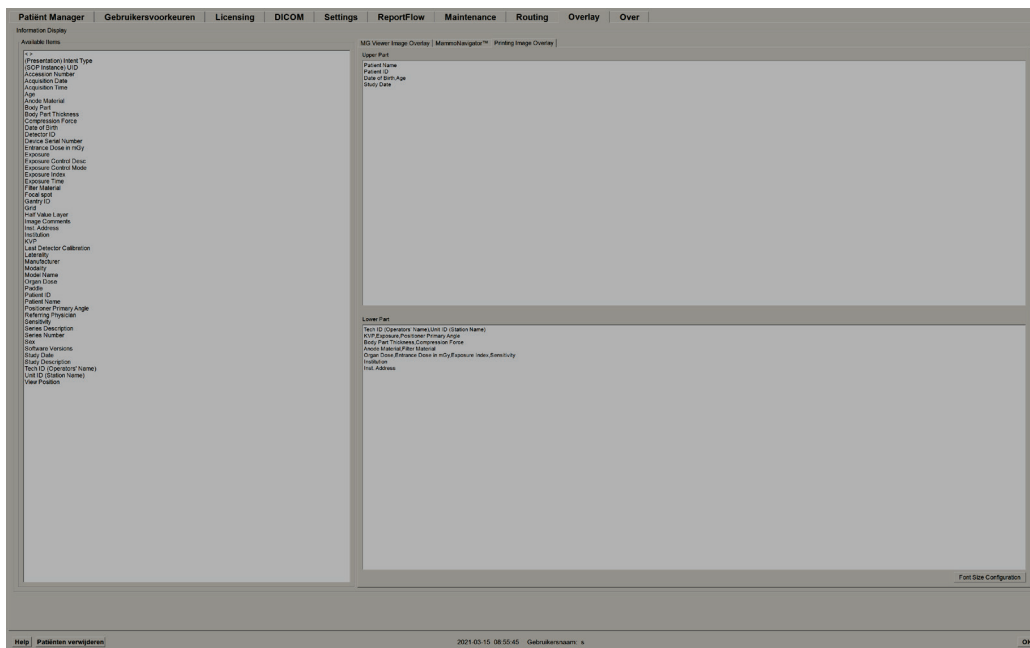 Patiënt Manager Gebruikersvoorkeuren Licensing DICOM Settings ReportFlow Maintenance Routing Overlay Over
Information Display
Available Items
<,>
(Presentation) Intent Type
(SOP Instance) UID
Accession Number
Acquisition Date
Acquisition Time
Age
Anode Material
Body Part
Body Part Thickness
Compression Force
Date of Birth
Detector ID
Device Serial Number
Entrance Dose in mGy
Exposure
Exposure Control Desc
Exposure Control Mode
Exposure Index
Exposure Time
Filter Material
Focal spot
Gantry ID
Grid
Half Value Layer
Image Comments
Inst. Address
Institution
KVP
Last Detector Calibration
Laterality
Manufacturer
Modality
Model Name
Organ Dose
Paddle
Patient ID
Patient Name
Positioner Primary Angle
Referring Physician
Sensitivity
Series Description
Series Number
Sex
Software Versions
Study Date
Study Description
Tech ID (Operators' Name)
Unit ID (Station Name)
View Position
MG Viewer Image Overlay MammoNavigator™ Printing Image Overlay
Upper Part
Patient Name
Patient ID
Date of Birth,Age
Study Date
Lower Part
Tech ID (Operators' Name),Unit ID (Station Name)
KVP,Exposure,Positioner Primary Angle
Body Part Thickness,Compression Force
Anode Material,Filter Material
Organ Dose,Entrance Dose in mGy,Exposure Index,Sensitivity
Institution
Inst. Address
Font Size Configuration
Help Patiënten verwijderen 2021-03-15 08:55:45 Gebruikersnaam: s OK